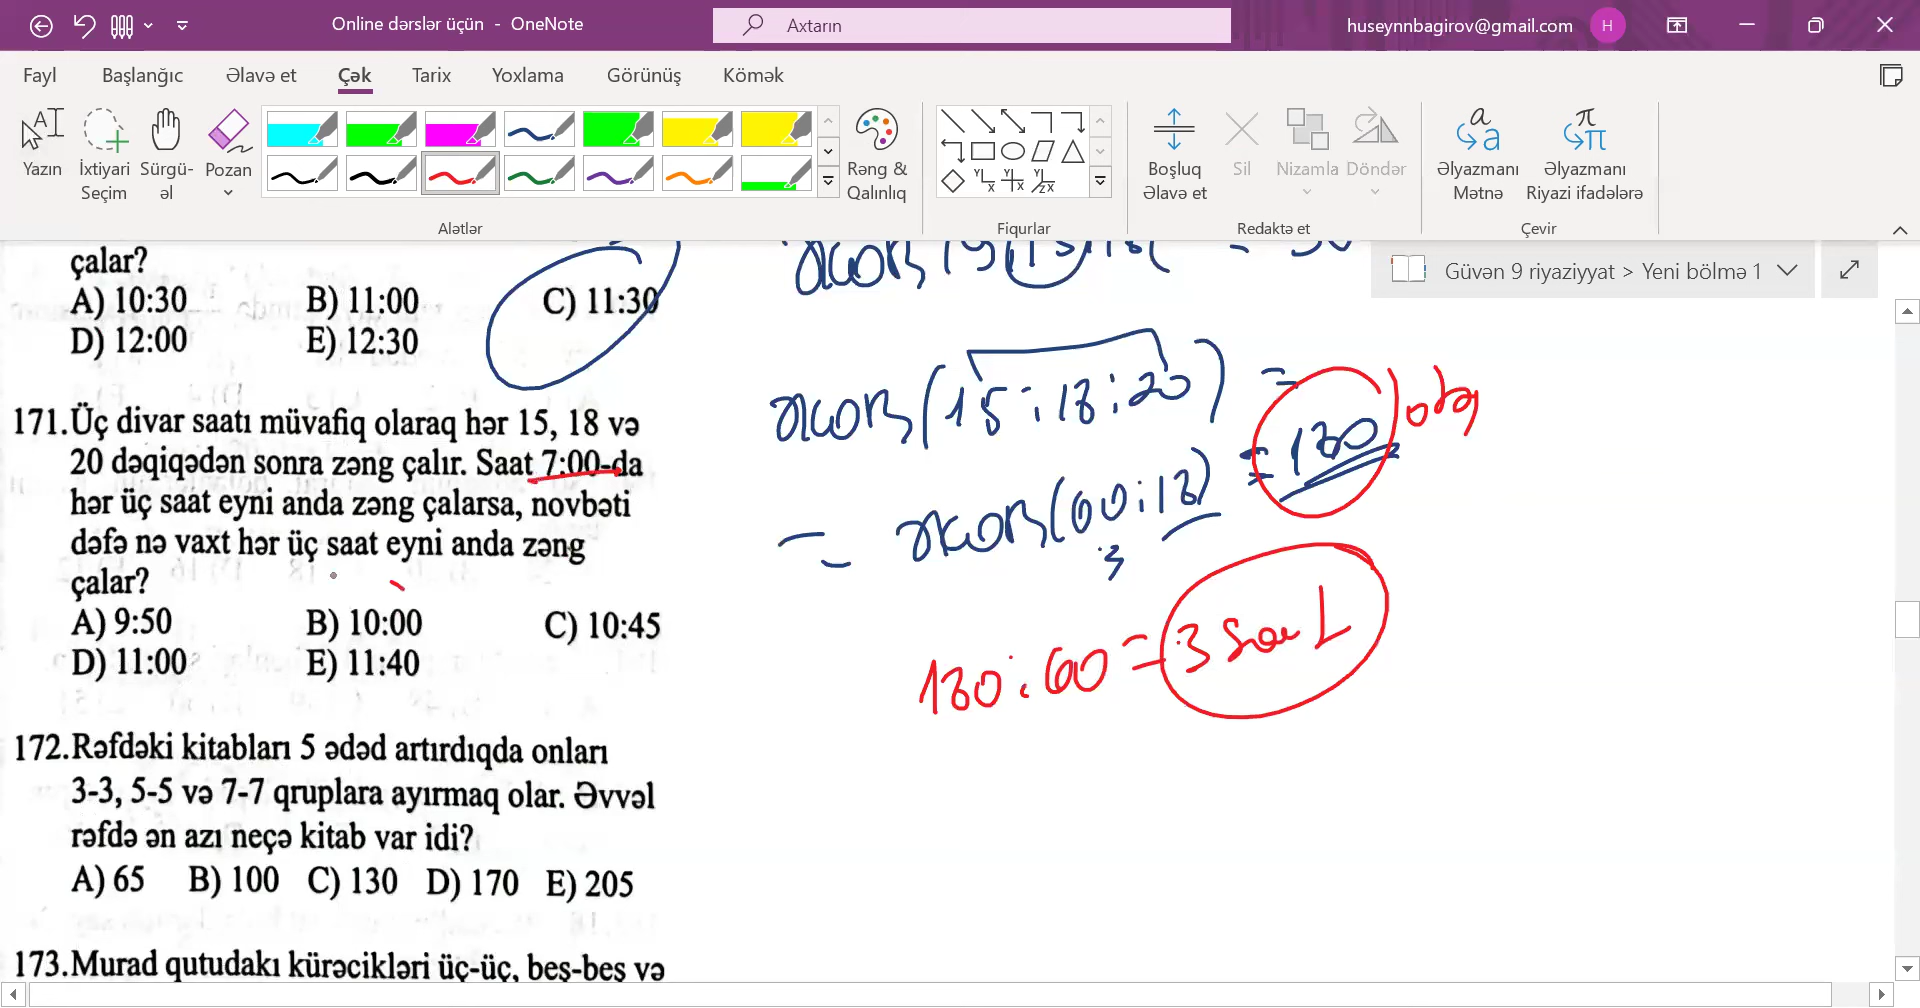 Online dərslər üçün - OneNote
Axtarın
huseynnbagirov@gmail.com
H
Fayl Başlanğıc Əlavə et Çək Tarix Yoxlama Görünüş Kömək
Yazın
İxtiyari Seçim
Sürgü-əl
Pozan
Rəng & Qalınlıq
Boşluq Əlavə et
Sil
Nizamla
Döndər
Əlyazmanı Mətnə
Əlyazmanı Riyazi ifadələrə
Alətlər
Fiqurlar
Redaktə et
Çevir
Güvən 9 riyaziyyat > Yeni bölmə 1
çalar?
A) 10:30 B) 11:00 C) 11:30
D) 12:00 E) 12:30
171. Üç divar saatı müvafiq olaraq hər 15, 18 və
20 dəqiqədən sonra zəng çalır. Saat 7:00-da
hər üç saat eyni anda zəng çalarsa, novbəti
dəfə nə vaxt hər üç saat eyni anda zəng
çalar?
A) 9:50 B) 10:00 C) 10:45
D) 11:00 E) 11:40
172. Rəfdəki kitabları 5 ədəd artırdıqda onları
3-3, 5-5 və 7-7 qruplara ayırmaq olar. Əvvəl
rəfdə ən azı neçə kitab var idi?
A) 65 B) 100 C) 130 D) 170 E) 205
173. Murad qutudakı kürəcikləri üç-üç, beş-beş və
ƏKOB(15;18;20) =
= ƏKOB(60;18) = 180
180:60 = 3 saat